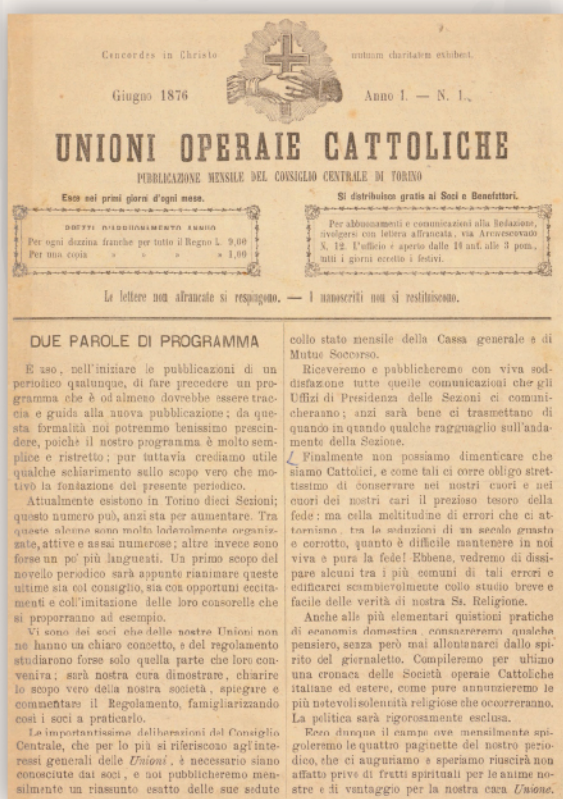 Concordes in Christo
mutuam charitatem exhibent.
Giugno 1876
Anno I. — N. 1.
UNIONI OPERAIE CATTOLICHE
PUBBLICAZIONE MENSILE DEL CONSIGLIO CENTRALE DI TORINO
Esce nei primi giorni d'ogni mese.
Si distribuisce gratis ai Soci e Benefattori.
PREZZI D'ABBUONAMENTO ANNUO
Per ogni dozzina franche per tutto il Regno L. 9,60
Per una copia » » » » 1,00
Per abbuonamenti e comunicazioni alla Redazione,
rivolgersi con lettera affrancata, via Arcivescovado
N. 12. L'ufficio è aperto dalle 10 ant. alle 3 pom.,
tutti i giorni eccetto i festivi.
Le lettere non affrancate si respingono. — I manoscritti non si restituiscono.
DUE PAROLE DI PROGRAMMA
È uso, nell'iniziare le pubblicazioni di un
periodico qualunque, di fare precedere un pro-
gramma che è od almeno dovrebbe essere trac-
cia e guida alla nuova pubblicazione; da que-
sta formalità noi potremmo benissimo prescin-
dere, poichè il nostro programma è molto sem-
plice e ristretto; pur tuttavia crediamo utile
qualche schiarimento sullo scopo vero che mo-
tivò la fondazione del presente periodico.
Attualmente esistono in Torino dieci Sezioni;
questo numero può, anzi sta per aumentare. Tra
queste alcune sono molto lodevolmente organiz-
zate, attive e assai numerose; altre invece sono
forse un po' più languenti. Un primo scopo del
novello periodico sarà appunto rianimare queste
ultime sia col consiglio, sia con opportuni eccita-
menti e coll'imitazione delle loro consorelle che
si proporranno ad esempio.
Vi sono dei soci che delle nostre Unioni non
ne hanno un chiaro concetto, e del regolamento
studiarono forse solo quella parte che loro con-
veniva; sarà nostra cura dimostrare, chiarire
lo scopo vero della nostra società, spiegare e
commentare il Regolamento, famigliarizzando
così i soci a praticarlo.
Le importantissime deliberazioni del Consiglio
Centrale, che per lo più si riferiscono agl'inte-
ressi generali delle Unioni, è necessario siano
conosciute dai soci, e noi pubblicheremo men-
silmente un riassunto esatto delle sue sedute
collo stato mensile della Cassa generale e di
Mutuo Soccorso.
Riceveremo e pubblicheremo con viva sod-
disfazione tutte quelle comunicazioni che gli
Uffizi di Presidenza delle Sezioni ci comuni-
cheranno; anzi sarà bene ci trasmettano di
quando in quando qualche ragguaglio sull'anda-
mento della Sezione.
Finalmente non possiamo dimenticare che
siamo Cattolici, e come tali ci corre obligo stret-
tissimo di conservare nei nostri cuori e nei
cuori dei nostri cari il prezioso tesoro della
fede: ma nella moltitudine di errori che ci at-
torniano, tra le seduzioni di un secolo guasto
e corrotto, quanto è difficile mantenere in noi
viva e pura la fede! Ebbene, vedremo di dissi-
pare alcuni tra i più comuni di tali errori e
edificarci scambievolmente collo studio breve e
facile delle verità di nostra Ss. Religione.
Anche alle più elementari quistioni pratiche
di economia domestica, consacreremo qualche
pensiero, senza però mai allontanarci dallo spi-
rito del giornaletto. Compileremo per ultimo
una cronaca delle Società operaie Cattoliche
italiane ed estere, come pure annunzieremo le
più notevoli solennità religiose che occorreranno.
La politica sarà rigorosamente esclusa.
Ecco dunque il campo ove mensilmente spi-
goleremo le quattro paginette del nostro perio-
dico, che ci auguriamo e speriamo riuscirà non
affatto privo di frutti spirituali per le anime no-
stre e di vantaggio per la nostra cara Unione.